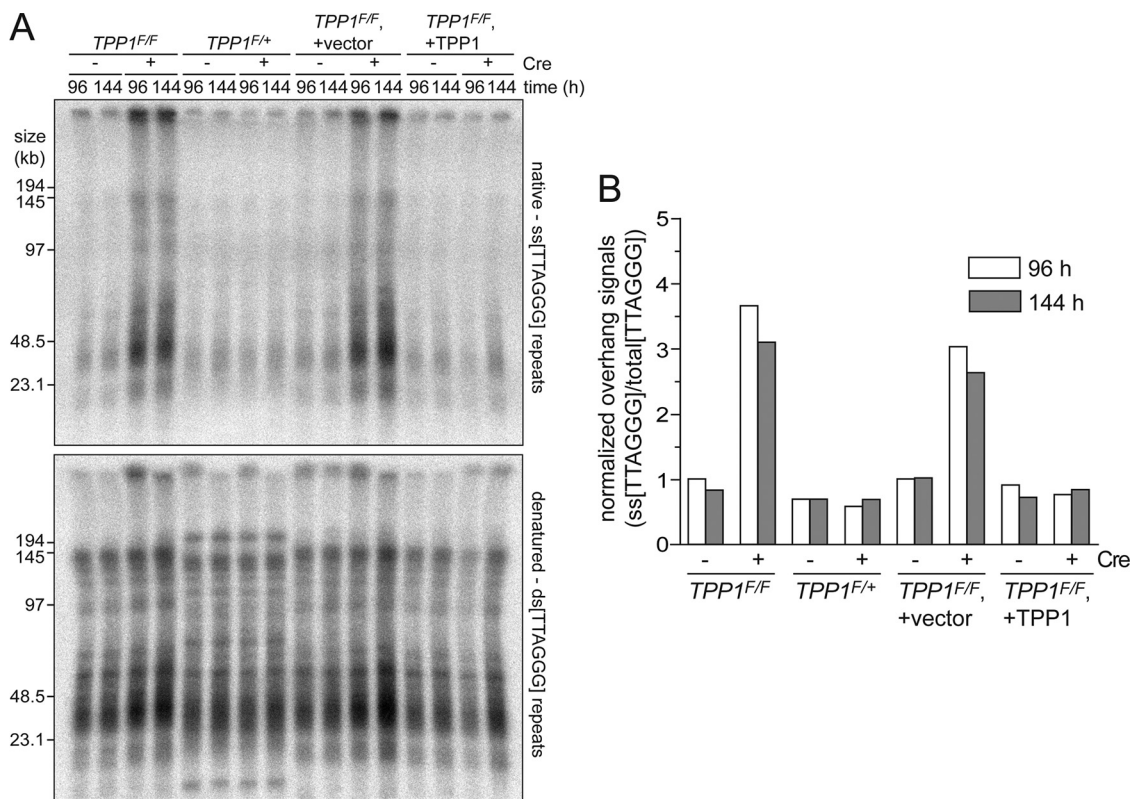 A
TPP1F/F
TPP1F/+
TPP1F/F,
+vector
TPP1F/F,
+TPP1
- + - + - + - + Cre
96 144 96 144 96 144 96 144 96 144 96 144 96 144 96 144 time (h)
size
(kb)
194
145
97
48.5
23.1
native - ss[TTAGGG] repeats
194
145
97
48.5
23.1
denatured - ds[TTAGGG] repeats
B
normalized overhang signals
(ss[TTAGGG]/total[TTAGGG])
5
4
3
2
1
0
96 h
144 h
- + - + - + - + Cre
TPP1F/F
TPP1F/+
TPP1F/F,
+vector
TPP1F/F,
+TPP1